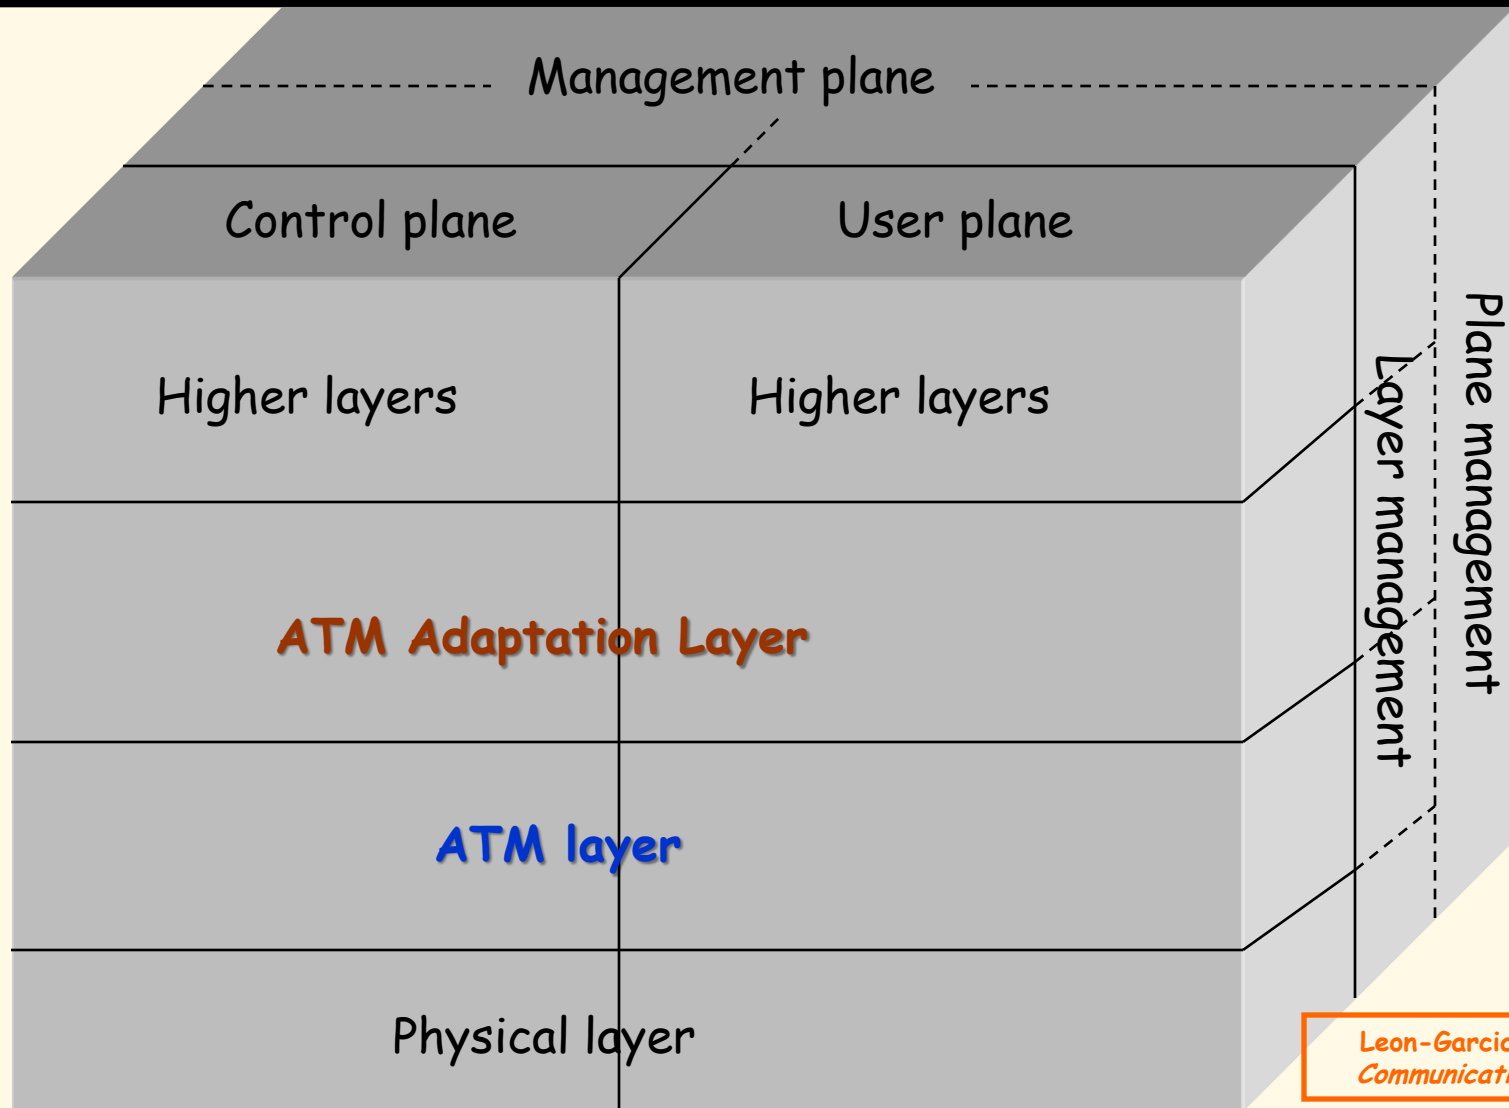 Management plane
Control plane
User plane
Higher layers
Higher layers
Plane management
Layer management
ATM Adaptation Layer
ATM layer
Physical layer